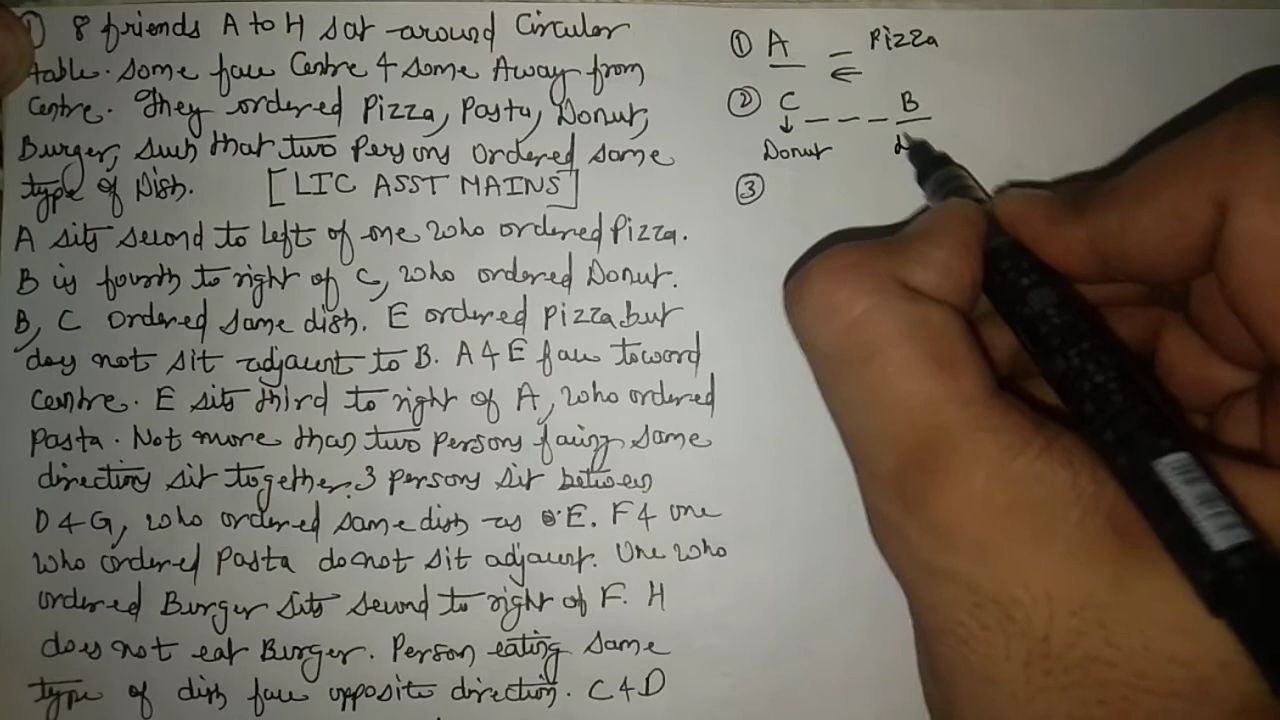 ① 8 friends A to H sat around Circular
table. Some face Centre & some Away from
Centre. They ordered Pizza, Pasta, Donut,
Burger, such that two Persons ordered same
type of Dish. [LIC ASST MAINS]
A sits second to left of one who ordered Pizza.
B is fourth to right of C, who ordered Donut.
B, C ordered same dish. E ordered pizza but
does not sit adjacent to B. A & E face toward
centre. E sits third to right of A, who ordered
Pasta. Not more than two persons facing same
directions sit together. 3 persons sit between
D & G, who ordered same dish as E. F & one
who ordered Pasta do not sit adjacent. One who
ordered Burger sits second to right of F. H
does not eat Burger. Person eating same
type of dish face opposite direction. C & D
① A _ Pizza
② C _ _ _ B
Donut d
③